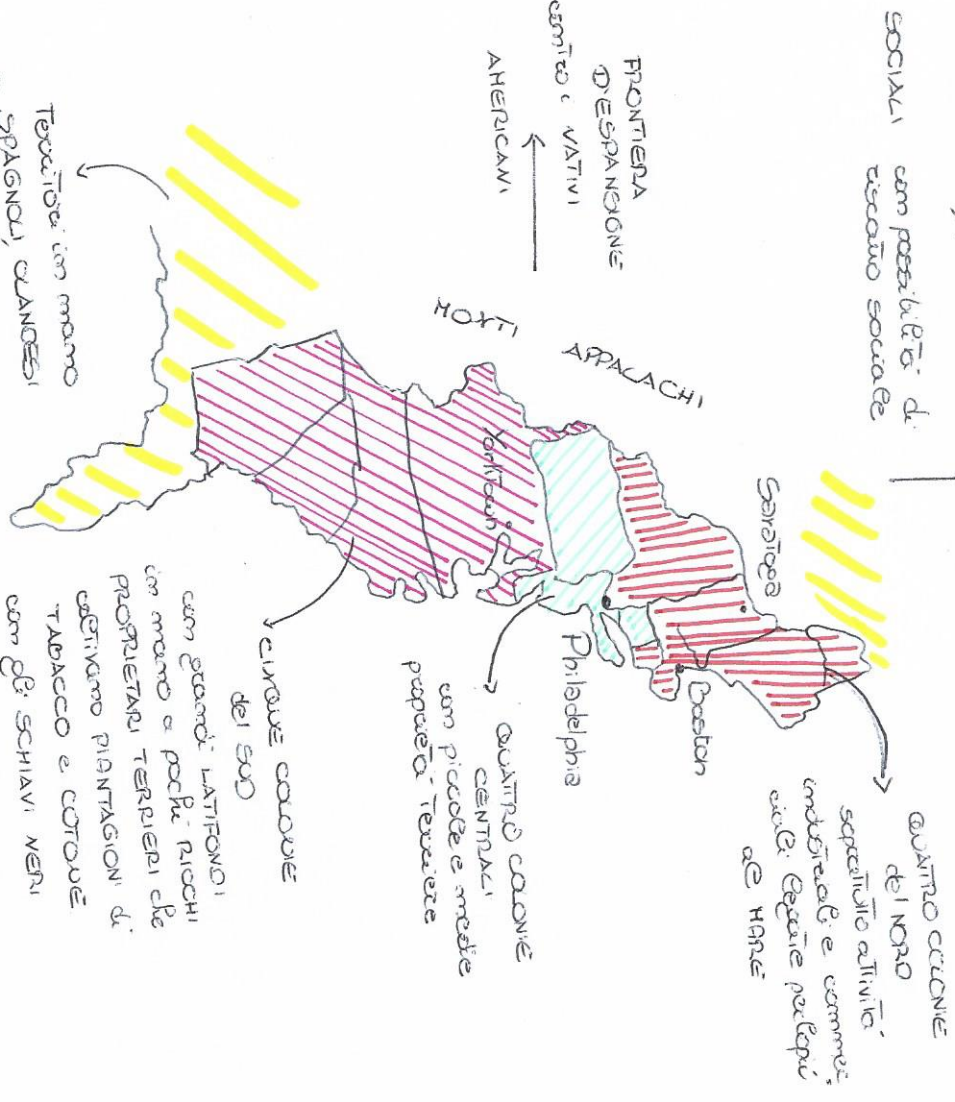 SOCIALI con possibilità di
riscatto sociale
FRONTIERA
D'ESPANSIONE
contro i NATIVI
AMERICANI
MONTI APPALACHI
Saratoga
Boston
Philadelphia
Yorktown
QUATTRO COLONIE
del NORD
soprattutto attività
industriali e commer=
ciali legate perlopiù
al MARE
QUATTRO COLONIE
CENTRALI
con piccole e medie
proprietà terriere
CINQUE COLONIE
del SUD
con grandi LATIFONDI
in mano a pochi RICCHI
PROPRIETARI TERRIERI che
coltivano PIANTAGIONI di
TABACCO e COTONE
con gli SCHIAVI NERI
Territori in mano
SPAGNOLI, OLANDESI